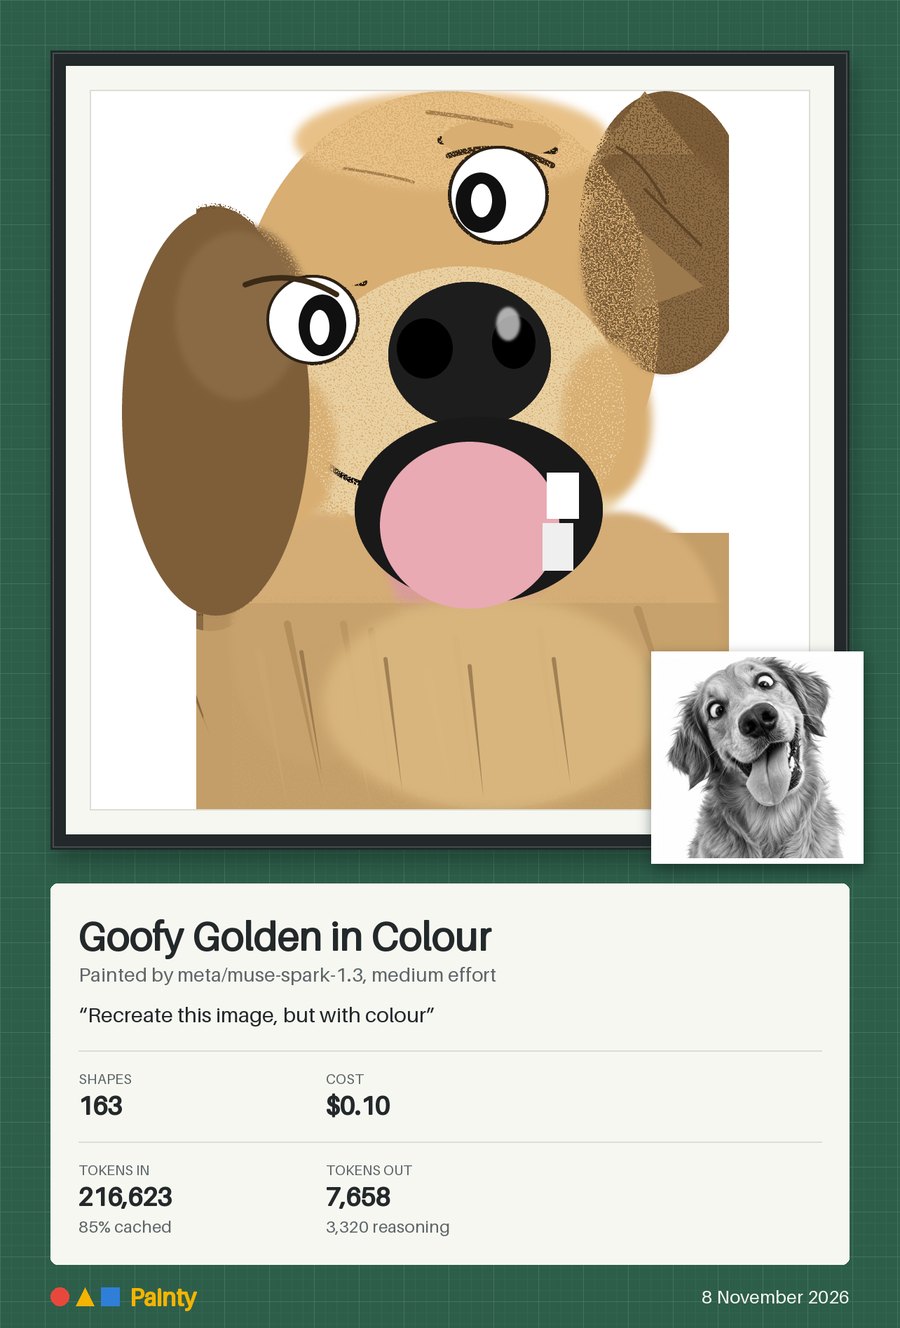 Goofy Golden in Colour
Painted by meta/muse-spark-1.3, medium effort
“Recreate this image, but with colour”
SHAPES
COST
163
$0.10
TOKENS IN
TOKENS OUT
216,623
7,658
85% cached
3,320 reasoning
Painty
8 November 2026